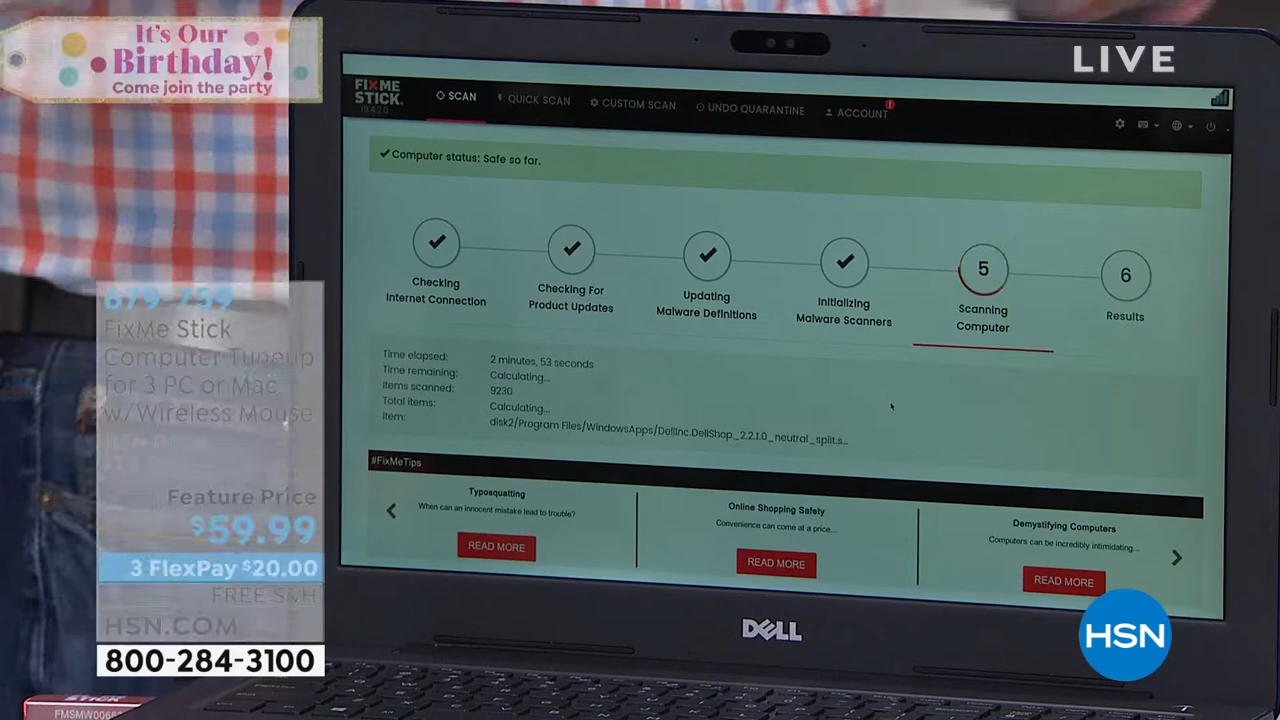 It's Our
Birthday!
Come join the party
LIVE
FIXME
STICK.
SCAN
QUICK SCAN
CUSTOM SCAN
UNDO QUARANTINE
ACCOUNT
Computer status: Safe so far.
5
6
Checking
Internet Connection
Checking For
Product Updates
Updating
Malware Definitions
Initializing
Malware Scanners
Scanning
Computer
Results
Time elapsed: 2 minutes, 53 seconds
Time remaining: Calculating...
Items scanned: 9230
Total items: Calculating...
Item: disk2/Program Files/WindowsApps/DellInc.DellShop_2.2.1.0_neutral_split.s...
#FixMeTips
Typosquatting
When can an innocent mistake lead to trouble?
READ MORE
Online Shopping Safety
Convenience can come at a price...
READ MORE
Demystifying Computers
Computers can be incredibly intimidating...
READ MORE
DELL
679-759
FixMe Stick
Computer Tuneup
for 3 PC or Mac
w/Wireless Mouse
Feature Price
$59.99
3 FlexPay $20.00
FREE S&H
HSN.COM
800-284-3100
HSN
STICK